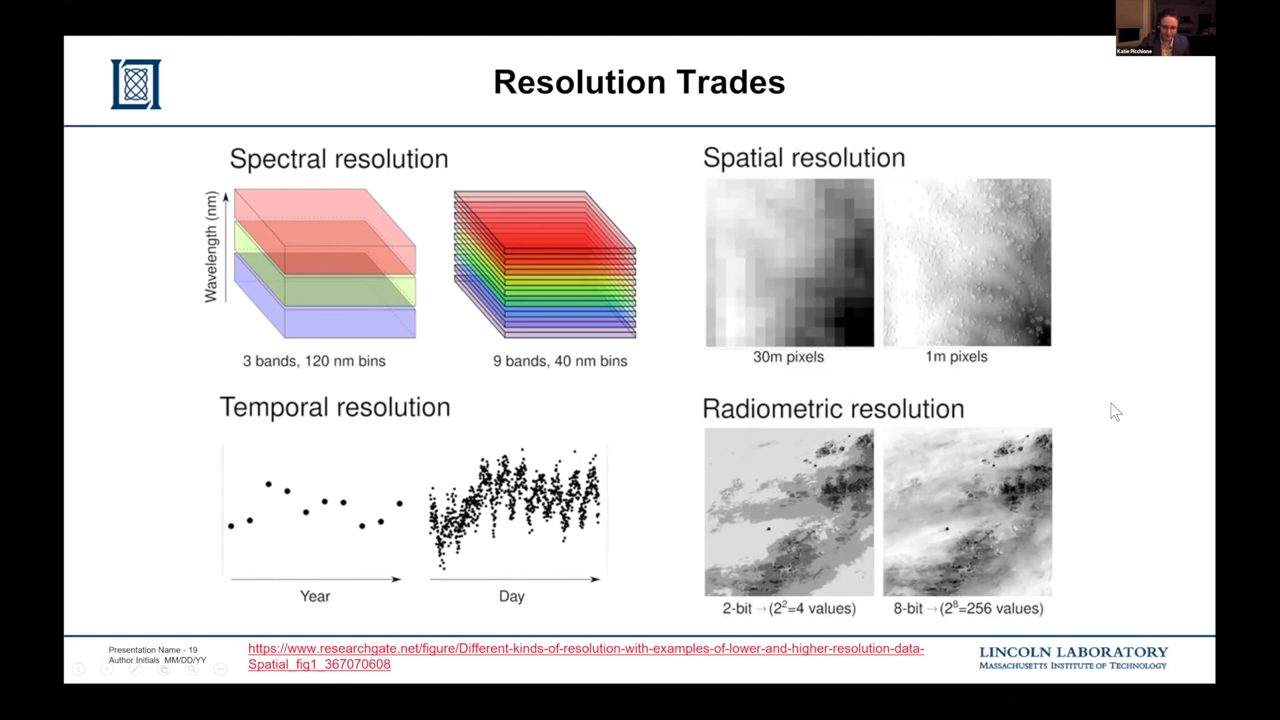 Katie Picchione
Resolution Trades
Spectral resolution
Wavelength (nm)
3 bands, 120 nm bins
9 bands, 40 nm bins
Spatial resolution
30m pixels
1m pixels
Temporal resolution
Year
Day
Radiometric resolution
2-bit →(2²=4 values)
8-bit →(2⁸=256 values)
Presentation Name - 19
Author Initials MM/DD/YY
https://www.researchgate.net/figure/Different-kinds-of-resolution-with-examples-of-lower-and-higher-resolution-data-
Spatial_fig1_367070608
LINCOLN LABORATORY
MASSACHUSETTS INSTITUTE OF TECHNOLOGY